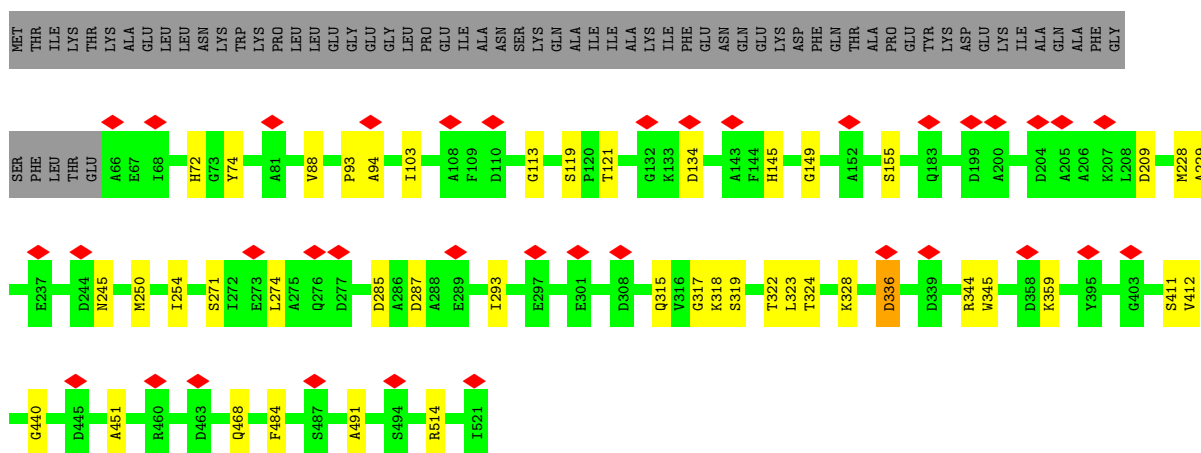 MET THR ILE LYS THR LYS ALA GLU LEU LEU ASN LYS TRP LYS PRO LEU LEU GLU GLY GLU GLY LEU PRO GLU ILE ALA ASN SER LYS GLN ALA ILE ILE ALA LYS ILE PHE GLU ASN GLN GLU LYS ASP PHE GLN THR ALA PRO GLU TYR LYS ASP GLU LYS ILE ALA GLN ALA PHE GLY
SER PHE LEU THR GLU A66 E67 I68 H72 G73 Y74 A81 V88 P93 A94 I103 A108 F109 D110 G113 S119 P120 T121 G132 K133 D134 A143 F144 H145 G149 A152 S155 Q183 D199 A200 D204 A205 A206 K207 L208 D209 M228 A229
E237 D244 N245 M250 I254 S271 I272 E273 L274 A275 Q276 D277 D285 A286 D287 A288 E289 I293 E297 E301 D308 Q315 V316 G317 K318 S319 T322 L323 T324 K328 D336 D339 R344 W345 D358 K359 Y395 G403 S411 V412
G440 D445 A451 R460 D463 Q468 F484 S487 A491 S494 R514 I521